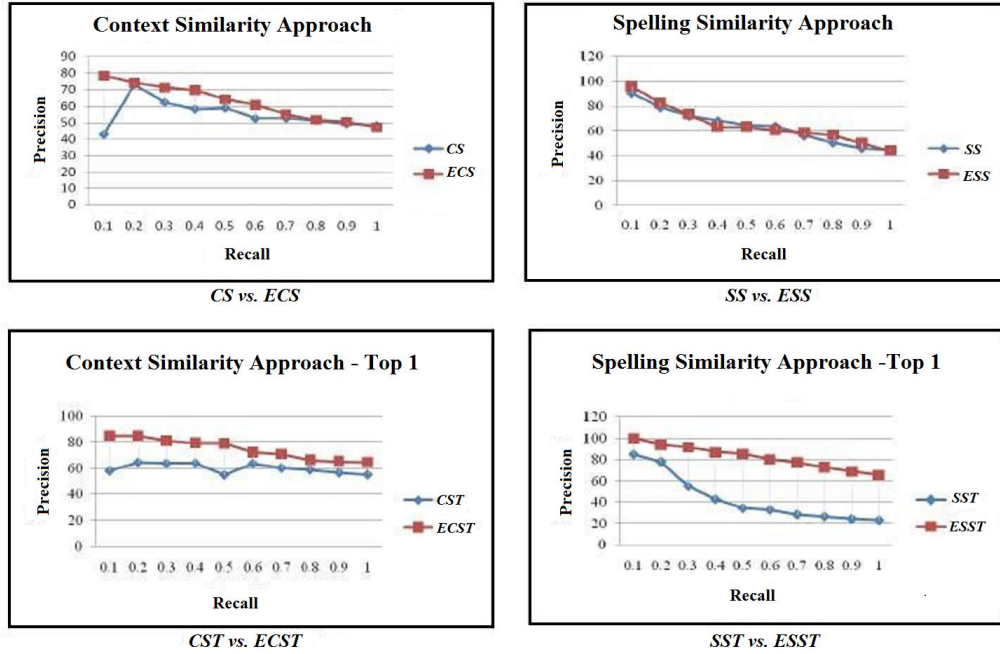 Context Similarity Approach
90
80
70
60
50
40
30
20
10
0
Precision
0.1 0.2 0.3 0.4 0.5 0.6 0.7 0.8 0.9 1
Recall
CS
ECS
CS vs. ECS
Spelling Similarity Approach
120
100
80
60
40
20
0
Precision
0.1 0.2 0.3 0.4 0.5 0.6 0.7 0.8 0.9 1
Recall
SS
ESS
SS vs. ESS
Context Similarity Approach - Top 1
100
80
60
40
20
0
Precision
0.1 0.2 0.3 0.4 0.5 0.6 0.7 0.8 0.9 1
Recall
CST
ECST
CST vs. ECST
Spelling Similarity Approach -Top 1
120
100
80
60
40
20
0
Precision
0.1 0.2 0.3 0.4 0.5 0.6 0.7 0.8 0.9 1
Recall
SST
ESST
SST vs. ESST